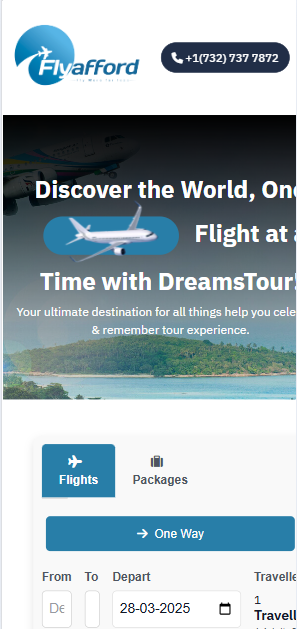 Flyafford
+1(732) 737 7872
Discover the World, One
Flight at a
Time with DreamsTour!
Your ultimate destination for all things help you cele
& remember tour experience.
Flights
Packages
One Way
From To Depart Travelle
De 28-03-2025 1
Travell